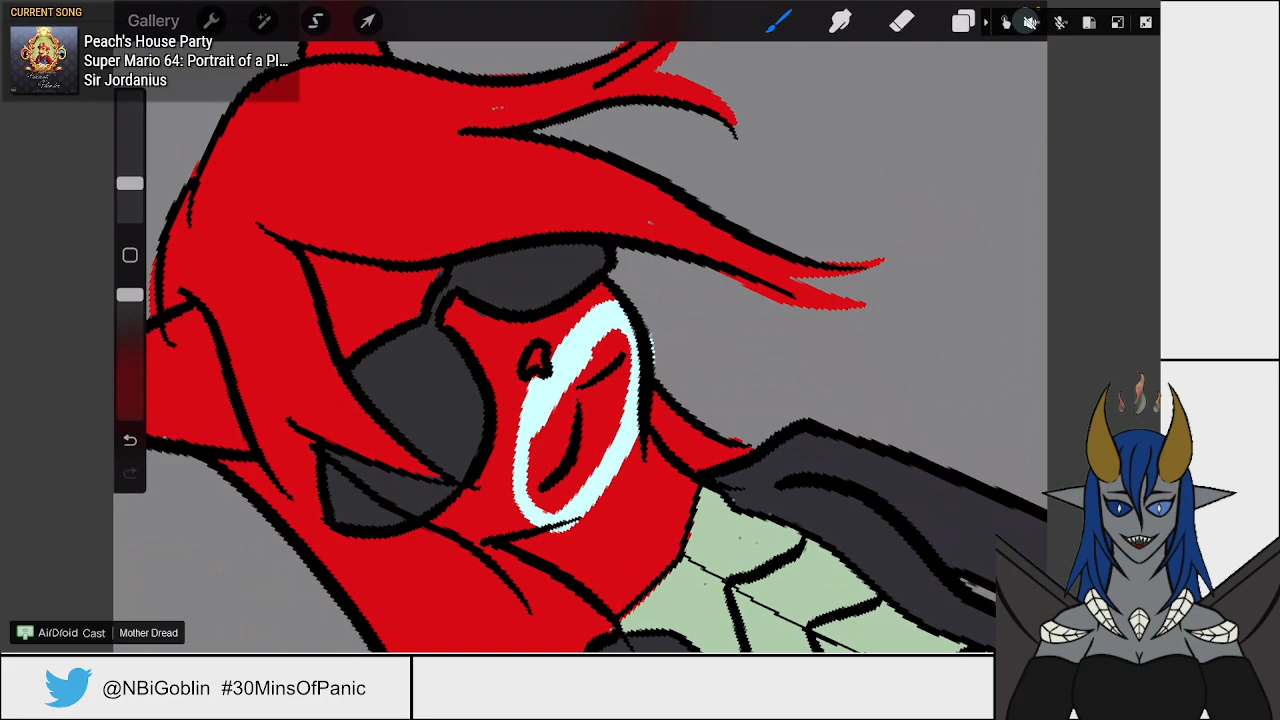 CURRENT SONG
Peach's House Party
Super Mario 64: Portrait of a Pl...
Sir Jordanius
Gallery
AirDroid Cast
Mother Dread
@NBiGoblin #30MinsOfPanic